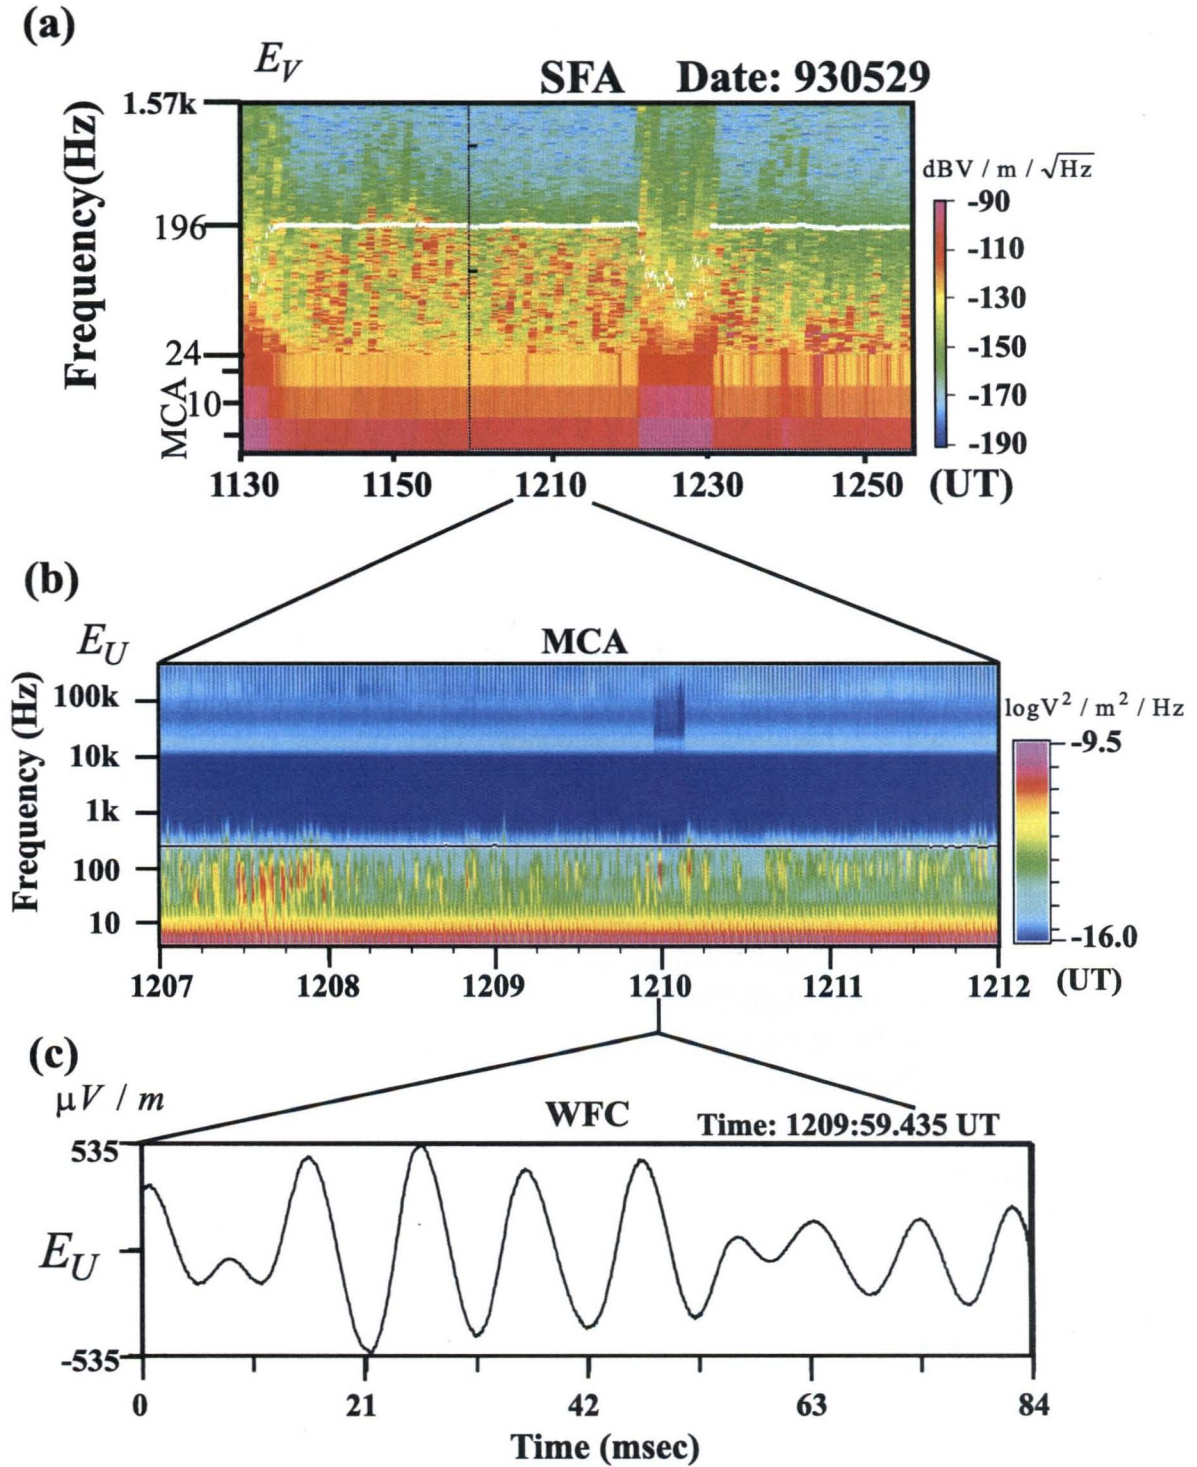 (a)
E_V
SFA Date: 930529
1.57k
196
24
10
Frequency(Hz)
MCA
dBV / m / √Hz
-90
-110
-130
-150
-170
-190
1130 1150 1210 1230 1250 (UT)
(b)
E_U
MCA
100k
10k
1k
100
10
Frequency (Hz)
logV² / m² / Hz
-9.5
-16.0
1207 1208 1209 1210 1211 1212 (UT)
(c)
μV / m
WFC Time: 1209:59.435 UT
535
E_U
-535
0 21 42 63 84
Time (msec)